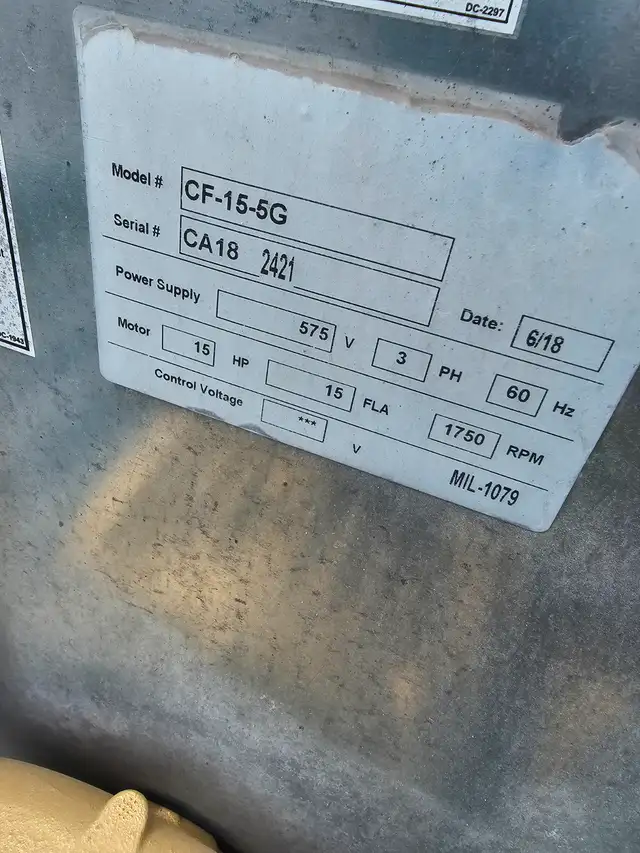 DC-2297
Model # CF-15-5G
Serial # CA18 2421
Date: 6/18
Power Supply 575 V 3 PH 60 Hz
Motor 15 HP 15 FLA 1750 RPM
Control Voltage *** V
MIL-1079